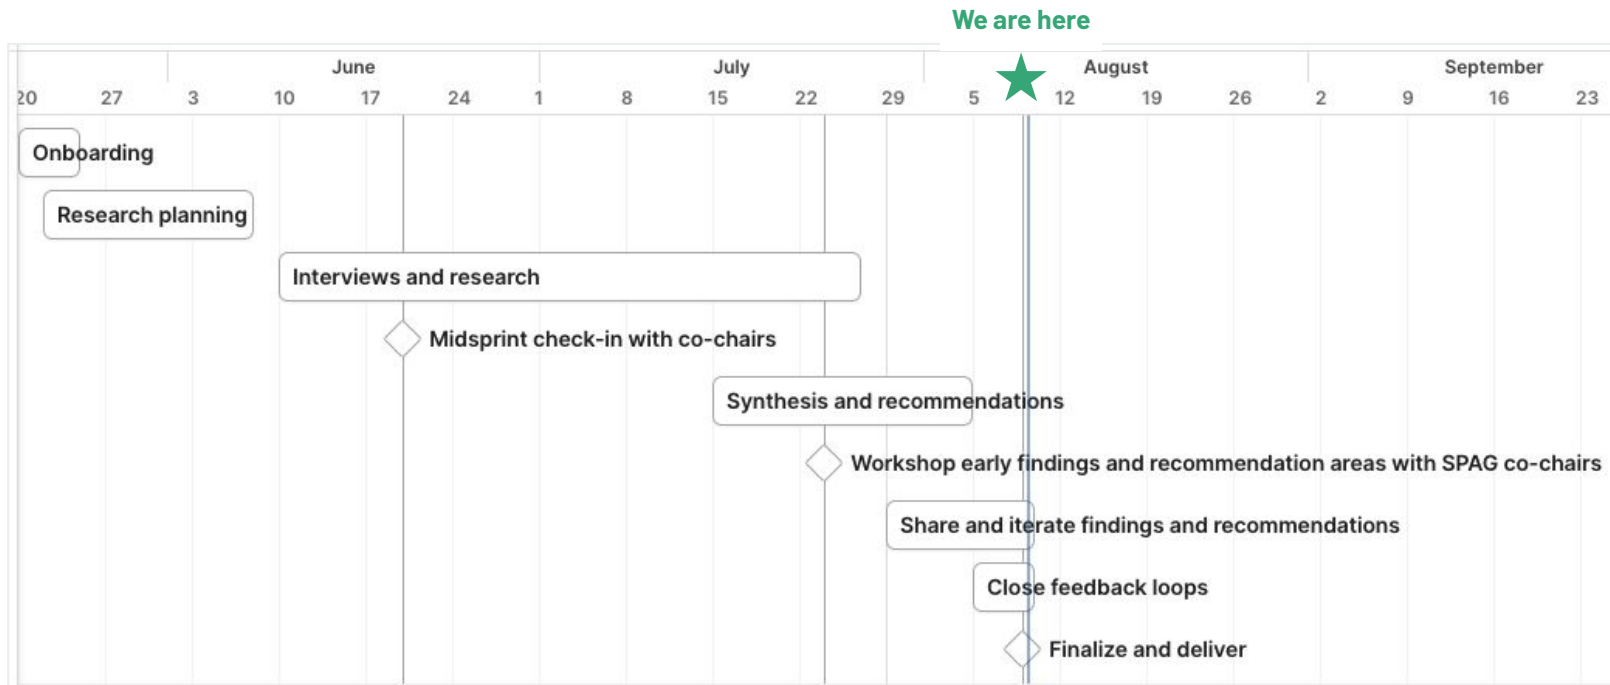 We are here
June July August September
20 27 3 10 17 24 1 8 15 22 29 5 12 19 26 2 9 16 23
Onboarding
Research planning
Interviews and research
Midsprint check-in with co-chairs
Synthesis and recommendations
Workshop early findings and recommendation areas with SPAG co-chairs
Share and iterate findings and recommendations
Close feedback loops
Finalize and deliver